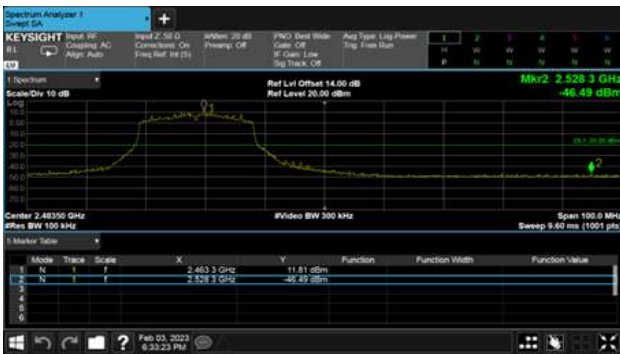 Spectrum Analyzer 1
Swept SA
+
KEYSIGHT Input: RF
Coupling: AC
Align: Auto
Input Z: 50 Ω
Corrections: On
Freq Ref: Int (S)
#Atten: 20 dB
Preamp: Off
PNO: Best Wide
Gate: Off
IF Gain: Low
Sig Track: Off
Avg Type: Log-Power
Trig: Free Run
1 2 3 4 5 6
M W W W W W
P N N N N N
1 Spectrum
Scale/Div 10 dB
Ref Lvl Offset 14.00 dB
Ref Level 20.00 dBm
Mkr2 2.528 3 GHz
-46.49 dBm
Log
1
2
Center 2.48350 GHz
#Res BW 100 kHz
#Video BW 300 kHz
Span 100.0 MHz
Sweep 9.60 ms (1001 pts
5 Marker Table
Mode Trace Scale X Y Function Function Width Function Value
1 N 1 f 2.463 3 GHz 11.81 dBm
2 N 1 f 2.528 3 GHz -46.49 dBm
3
4
5
6
?
Feb 03, 2023
6:33:23 PM